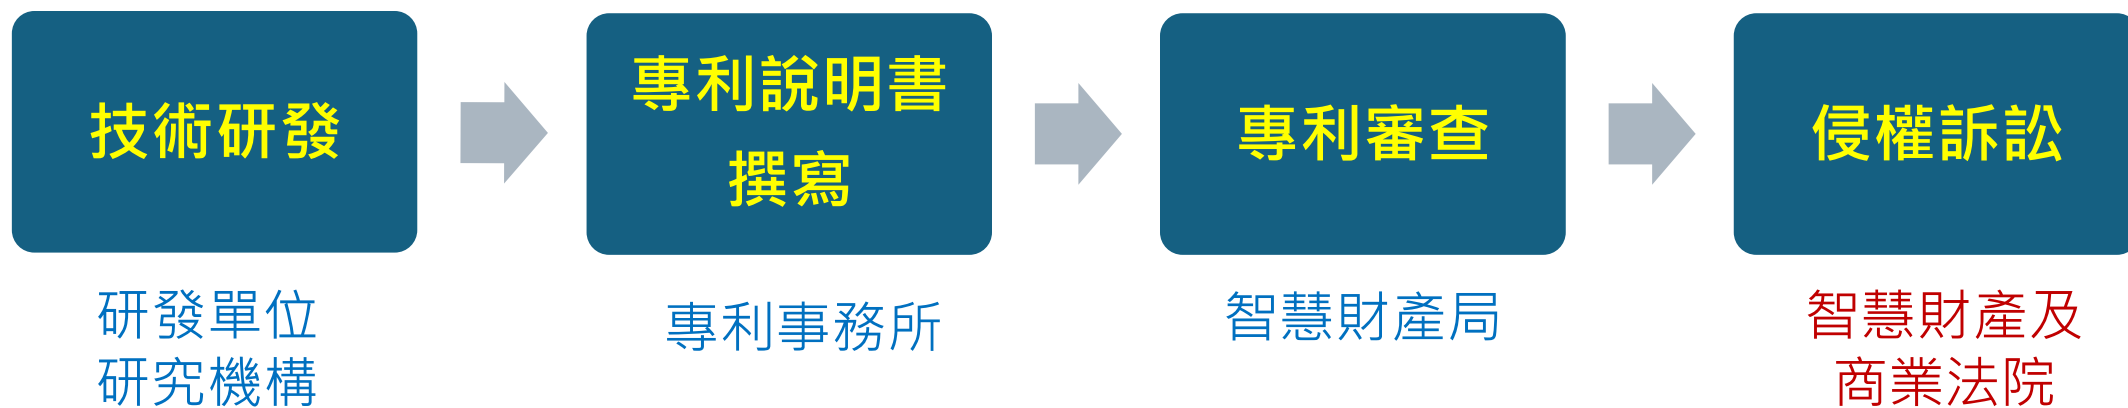 技術研發
專利說明書
撰寫
專利審查
侵權訴訟
研發單位
研究機構
專利事務所
智慧財產局
智慧財產及
商業法院